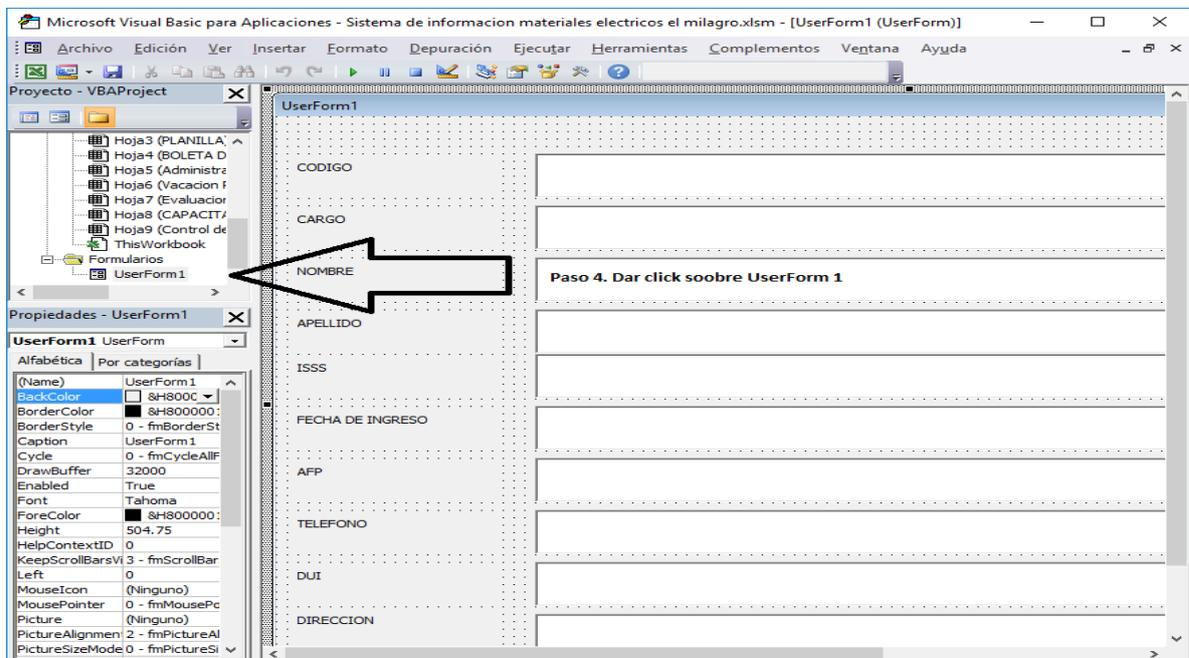 Microsoft Visual Basic para Aplicaciones - Sistema de informacion materiales electricos el milagro.xlsm - [UserForm1 (UserForm)]
Archivo Edición Ver Insertar Formato Depuración Ejecutar Herramientas Complementos Ventana Ayuda
Proyecto - VBAProject
Hoja3 (PLANILLA)
Hoja4 (BOLETA D
Hoja5 (Administra
Hoja6 (Vacacion
Hoja7 (Evaluacion
Hoja8 (CAPACITA
Hoja9 (Control de
ThisWorkbook
Formularios
UserForm1
Propiedades - UserForm1
UserForm1 UserForm
Alfabética Por categorías
(Name) UserForm1
BackColor &H8000
BorderColor &H8000001
BorderStyle 0 - fmBorderSt
Caption UserForm1
Cycle 0 - fmCycleAllF
DrawBuffer 32000
Enabled True
Font Tahoma
ForeColor &H8000001
Height 504.75
HelpContextID 0
KeepScrollBarsVi 3 - fmScrollBar
Left 0
MouseIcon (Ninguno)
MousePointer 0 - fmMousePo
Picture (Ninguno)
PictureAlignmen 2 - fmPictureAl
PictureSizeMode 0 - fmPictureSi
UserForm1
CODIGO
CARGO
NOMBRE
Paso 4. Dar click soobre UserForm 1
APELLIDO
ISSS
FECHA DE INGRESO
AFP
TELEFONO
DUI
DIRECCION